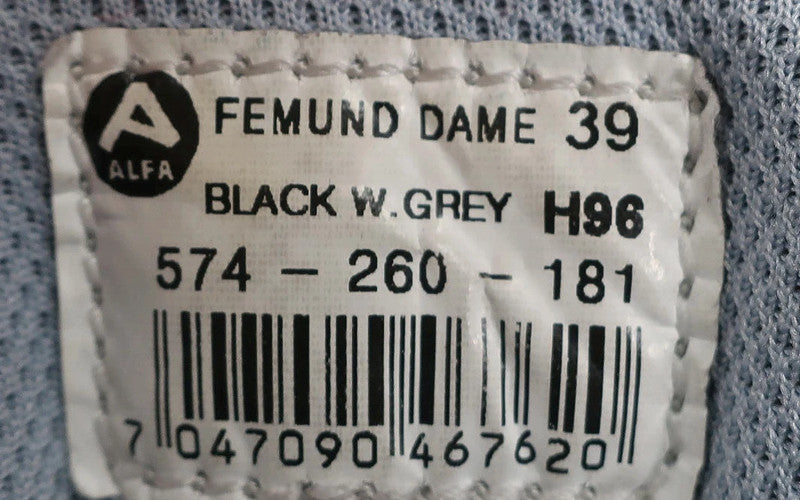 A
ALFA
FEMUND DAME 39
BLACK W.GREY H96
574 - 260 - 181
7 047090 467620